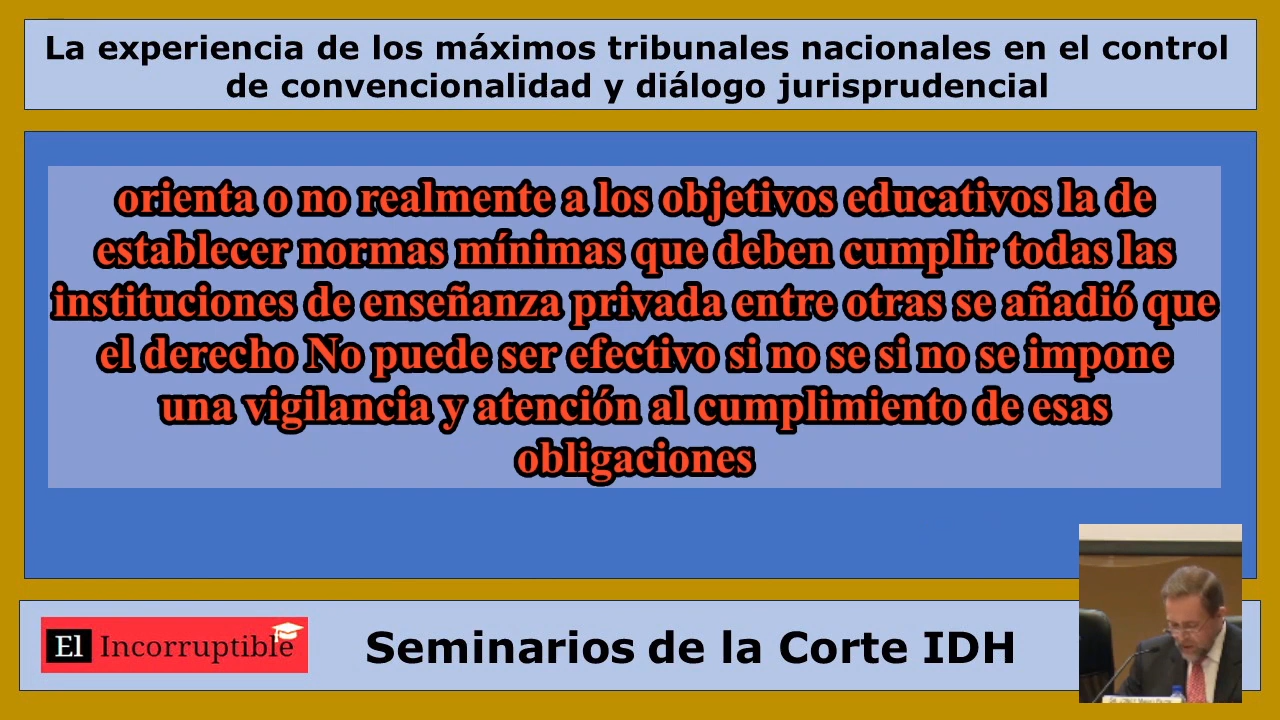 La experiencia de los máximos tribunales nacionales en el control
de convencionalidad y diálogo jurisprudencial
orienta o no realmente a los objetivos educativos la de
establecer normas mínimas que deben cumplir todas las
instituciones de enseñanza privada entre otras se añadió que
el derecho No puede ser efectivo si no se si no se impone
una vigilancia y atención al cumplimiento de esas
obligaciones
El Incorruptible
Seminarios de la Corte IDH